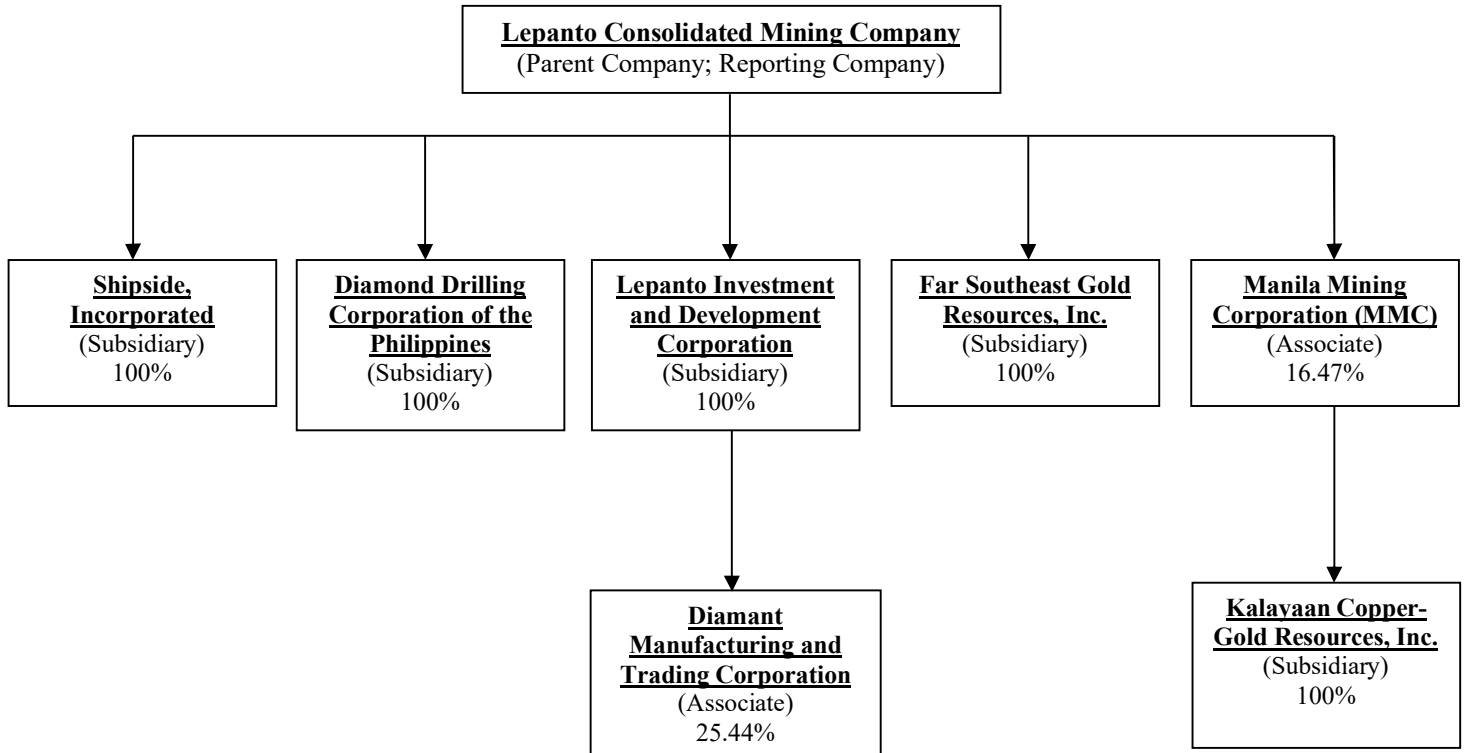 Lepanto Consolidated Mining Company
(Parent Company; Reporting Company)
Shipside,
Incorporated
(Subsidiary)
100%
Diamond Drilling
Corporation of the
Philippines
(Subsidiary)
100%
Lepanto Investment
and Development
Corporation
(Subsidiary)
100%
Far Southeast Gold
Resources, Inc.
(Subsidiary)
100%
Manila Mining
Corporation (MMC)
(Associate)
16.47%
Diamant
Manufacturing and
Trading Corporation
(Associate)
25.44%
Kalayaan Copper-
Gold Resources, Inc.
(Subsidiary)
100%